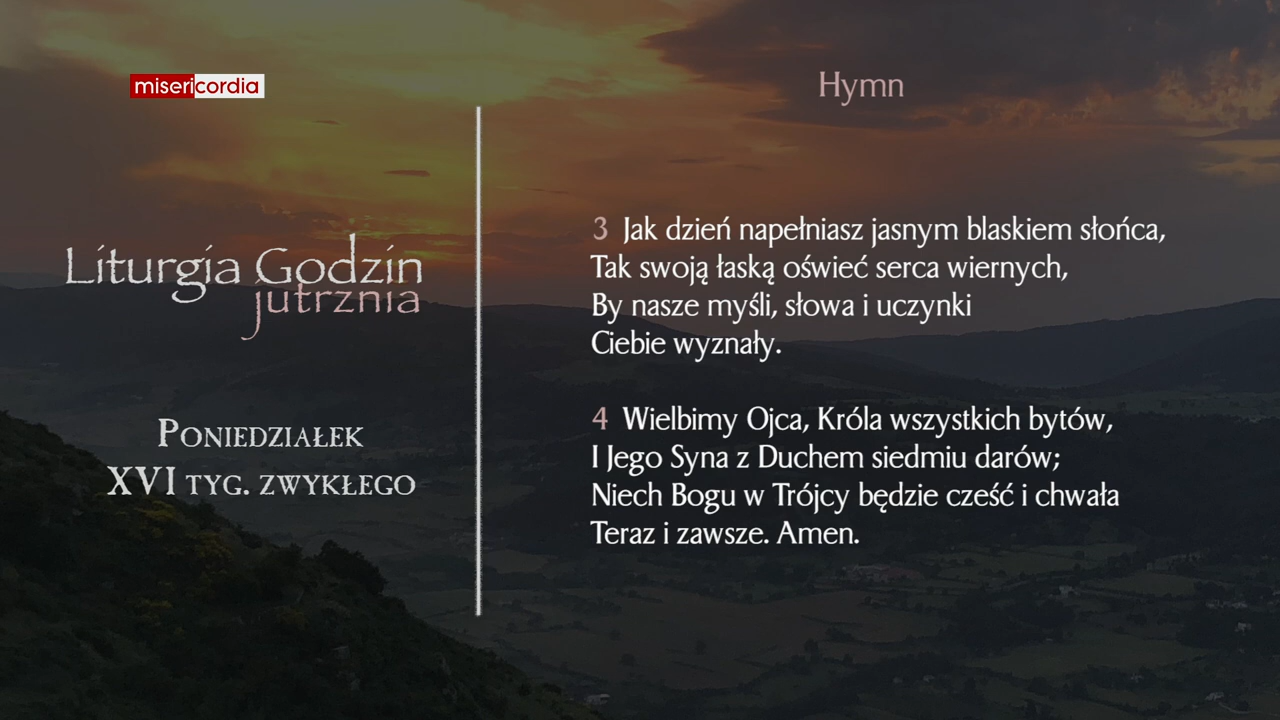 misericordia
Hymn
Liturgia Godzin
jutrznia
Poniedziałek
XVI tyg. zwykłego
3 Jak dzień napełniasz jasnym blaskiem słońca,
Tak swoją łaską oświeć serca wiernych,
By nasze myśli, słowa i uczynki
Ciebie wyznały.
4 Wielbimy Ojca, Króla wszystkich bytów,
I Jego Syna z Duchem siedmiu darów;
Niech Bogu w Trójcy będzie cześć i chwała
Teraz i zawsze. Amen.